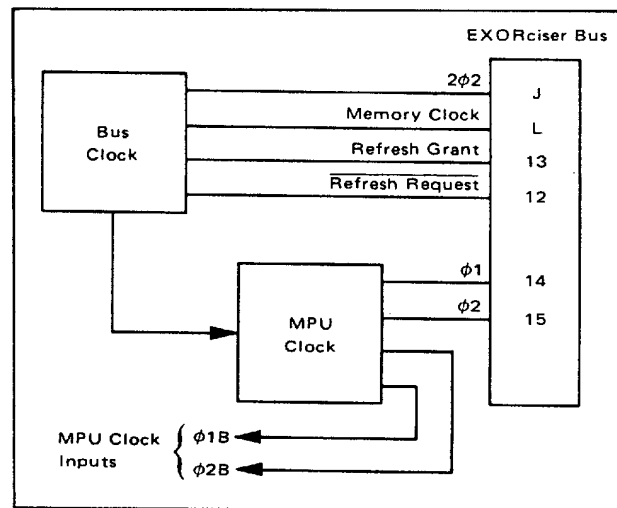 EXORciser Bus
2ϕ2
J
Memory Clock
L
Bus
Clock
Refresh Grant
13
Refresh Request
12
ϕ1
14
ϕ2
15
MPU
Clock
MPU Clock
Inputs
ϕ1B
ϕ2B